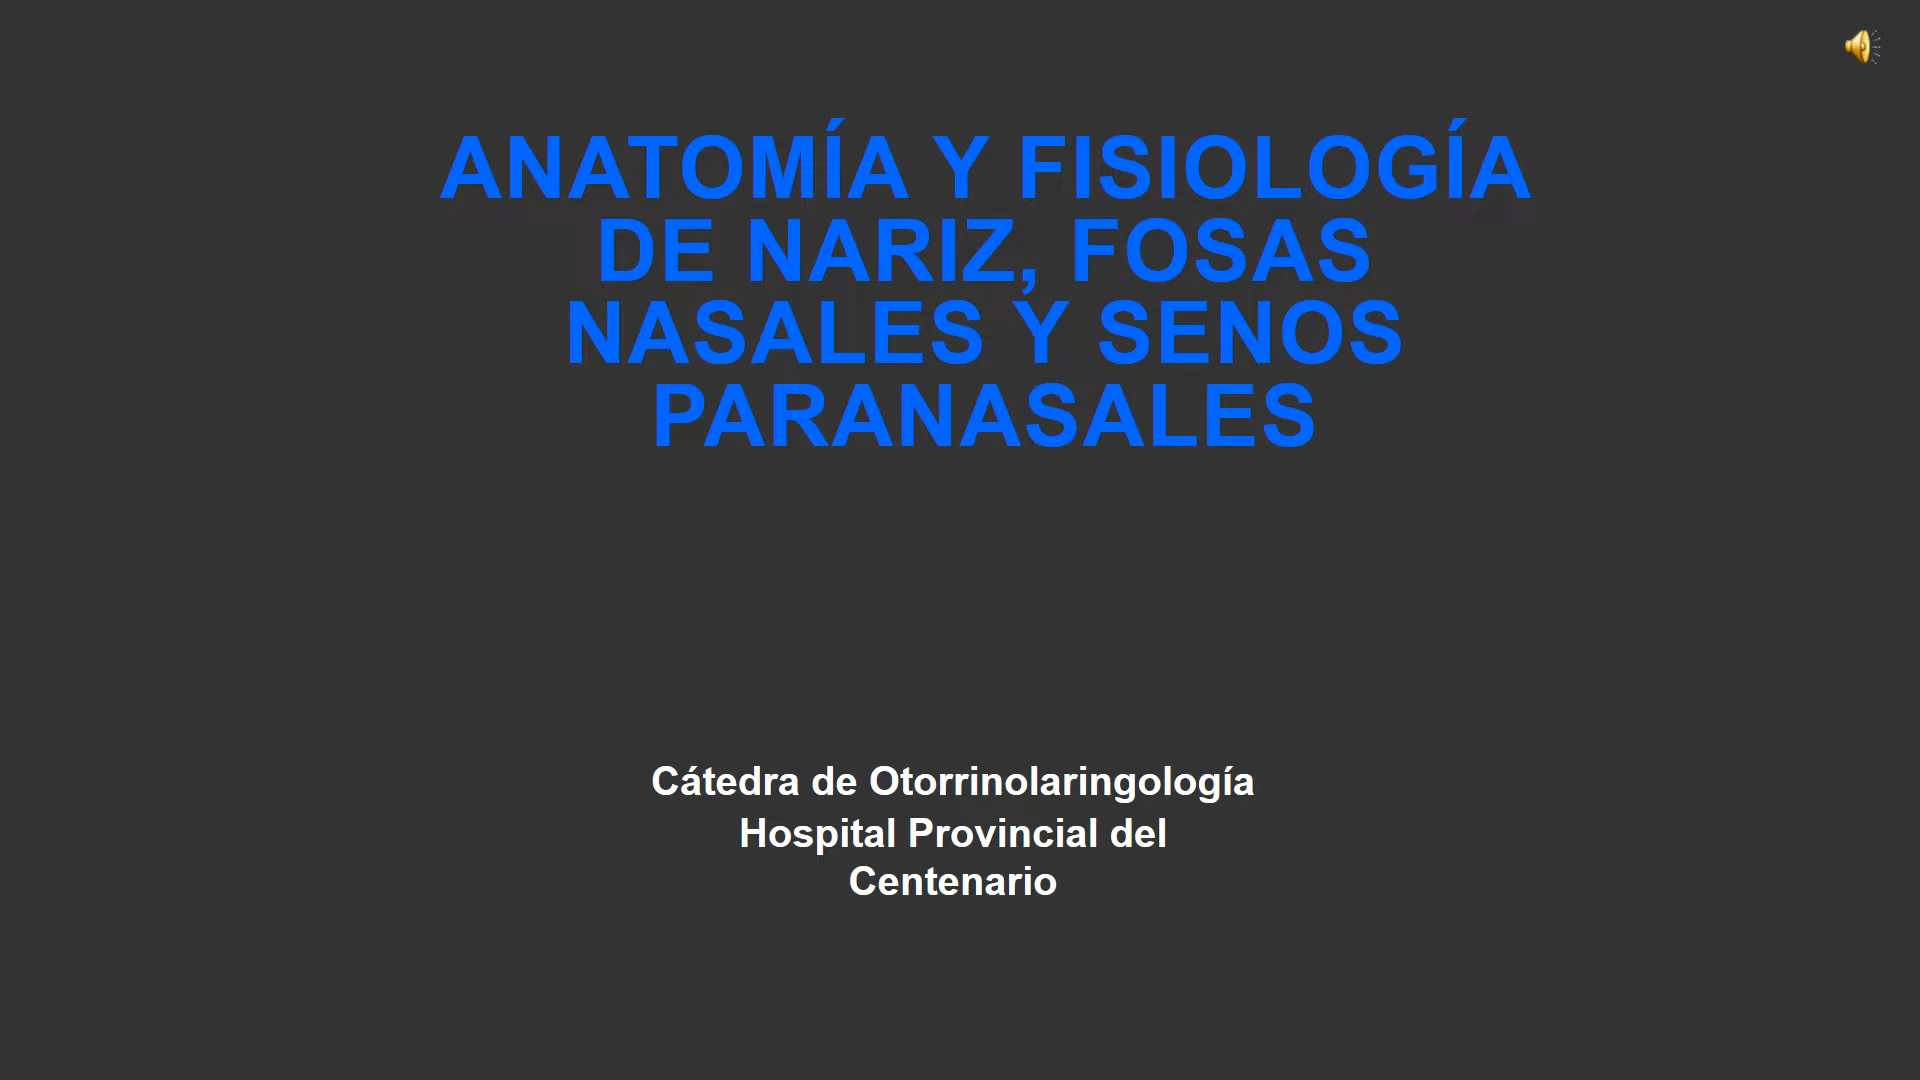 ANATOMÍA Y FISIOLOGÍA
DE NARIZ, FOSAS
NASALES Y SENOS
PARANASALES
Cátedra de Otorrinolaringología
Hospital Provincial del
Centenario